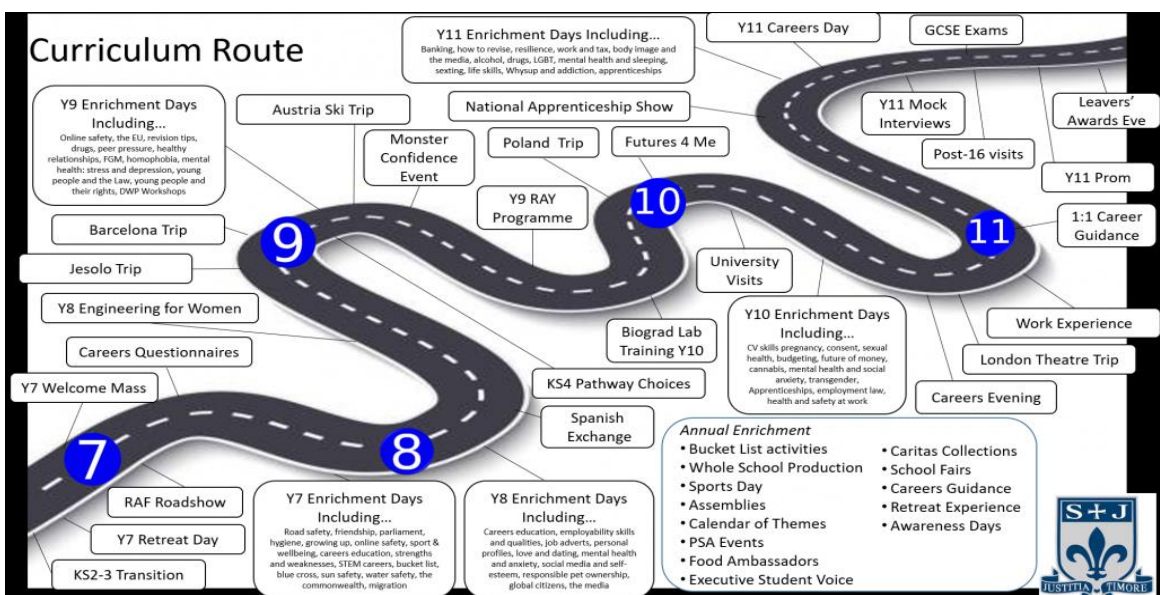 Curriculum Route
Y11 Enrichment Days Including...
Banking, how to revise, resilience, work and tax, body image and
the media, alcohol, drugs, LGBT, mental health and sleeping,
sexting, life skills, Whysup and addiction, apprenticeships
Y11 Careers Day
GCSE Exams
Y9 Enrichment Days
Including...
Online safety, the EU, revision tips,
drugs, peer pressure, healthy
relationships, FGM, homophobia, mental
health: stress and depression, young
people and the Law, young people and
their rights, DWP Workshops
Austria Ski Trip
National Apprenticeship Show
Y11 Mock
Interviews
Leavers'
Awards Eve
Monster
Confidence
Event
Poland Trip
Futures 4 Me
Post-16 visits
Y11 Prom
Y9 RAY
Programme
10
9
11
1:1 Career
Guidance
Barcelona Trip
Jesolo Trip
University
Visits
Y8 Engineering for Women
Biograd Lab
Training Y10
Y10 Enrichment Days
Including...
CV skills pregnancy, consent, sexual
health, budgeting, future of money,
cannabis, mental health and social
anxiety, transgender,
Apprenticeships, employment law,
health and safety at work
Work Experience
London Theatre Trip
Careers Evening
Careers Questionnaires
Y7 Welcome Mass
KS4 Pathway Choices
Spanish
Exchange
7
8
RAF Roadshow
Y7 Retreat Day
KS2-3 Transition
Y7 Enrichment Days
Including...
Road safety, friendship, parliament,
hygiene, growing up, online safety, sport &
wellbeing, careers education, strengths
and weaknesses, STEM careers, bucket list,
blue cross, sun safety, water safety, the
commonwealth, migration
Y8 Enrichment Days
Including...
Careers education, employability skills
and qualities, job adverts, personal
profiles, love and dating, mental health
and anxiety, social media and self-
esteem, responsible pet ownership,
global citizens, the media
Annual Enrichment
• Bucket List activities
• Whole School Production
• Sports Day
• Assemblies
• Calendar of Themes
• PSA Events
• Food Ambassadors
• Executive Student Voice
• Caritas Collections
• School Fairs
• Careers Guidance
• Retreat Experience
• Awareness Days
S+J
JUSTITIA TIMORE